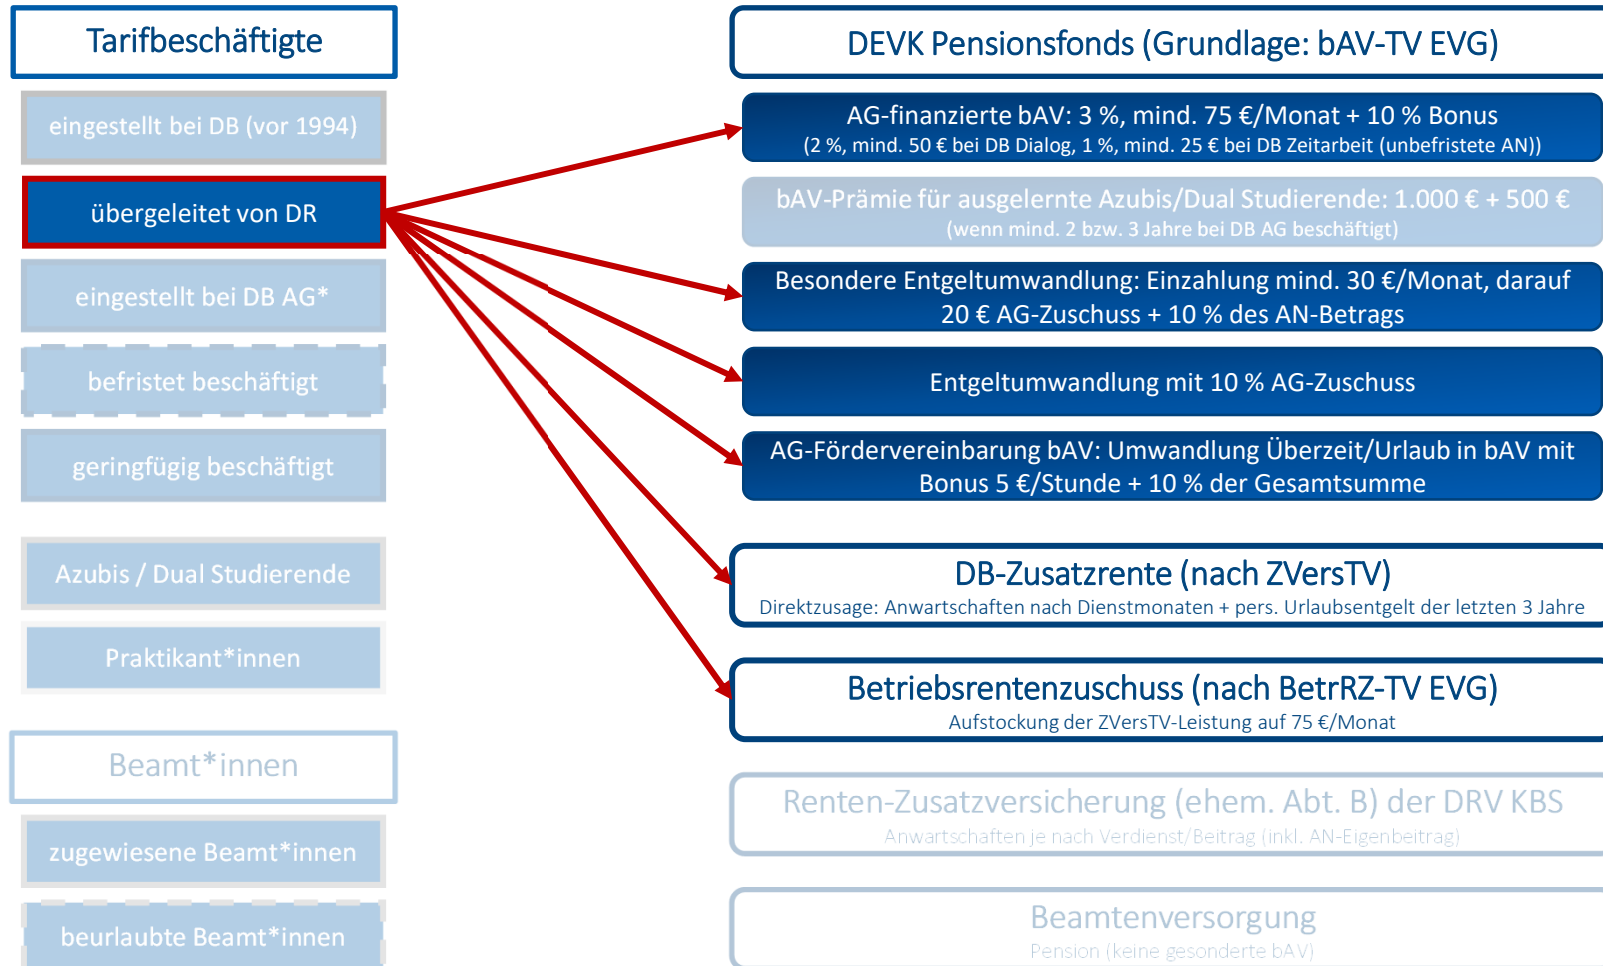 Tarifbeschäftigte
eingestellt bei DB (vor 1994)
übergeleitet von DR
eingestellt bei DB AG*
befristet beschäftigt
geringfügig beschäftigt
Azubis / Dual Studierende
Praktikant*innen
Beamt*innen
zugewiesene Beamt*innen
beurlaubte Beamt*innen
DEVK Pensionsfonds (Grundlage: bAV-TV EVG)
AG-finanzierte bAV: 3 %, mind. 75 €/Monat + 10 % Bonus
(2 %, mind. 50 € bei DB Dialog, 1 %, mind. 25 € bei DB Zeitarbeit (unbefristete AN))
bAV-Prämie für ausgelernte Azubis/Dual Studierende: 1.000 € + 500 €
(wenn mind. 2 bzw. 3 Jahre bei DB AG beschäftigt)
Besondere Entgeltumwandlung: Einzahlung mind. 30 €/Monat, darauf
20 € AG-Zuschuss + 10 % des AN-Betrags
Entgeltumwandlung mit 10 % AG-Zuschuss
AG-Fördervereinbarung bAV: Umwandlung Überzeit/Urlaub in bAV mit
Bonus 5 €/Stunde + 10 % der Gesamtsumme
DB-Zusatzrente (nach ZVersTV)
Direktzusage: Anwartschaften nach Dienstmonaten + pers. Urlaubsentgelt der letzten 3 Jahre
Betriebsrentenzuschuss (nach BetrRZ-TV EVG)
Aufstockung der ZVersTV-Leistung auf 75 €/Monat
Renten-Zusatzversicherung (ehem. Abt. B) der DRV KBS
Anwartschaften je nach Verdienst/Beitrag (inkl. AN-Eigenbeitrag)
Beamtenversorgung
Pension (keine gesonderte bAV)